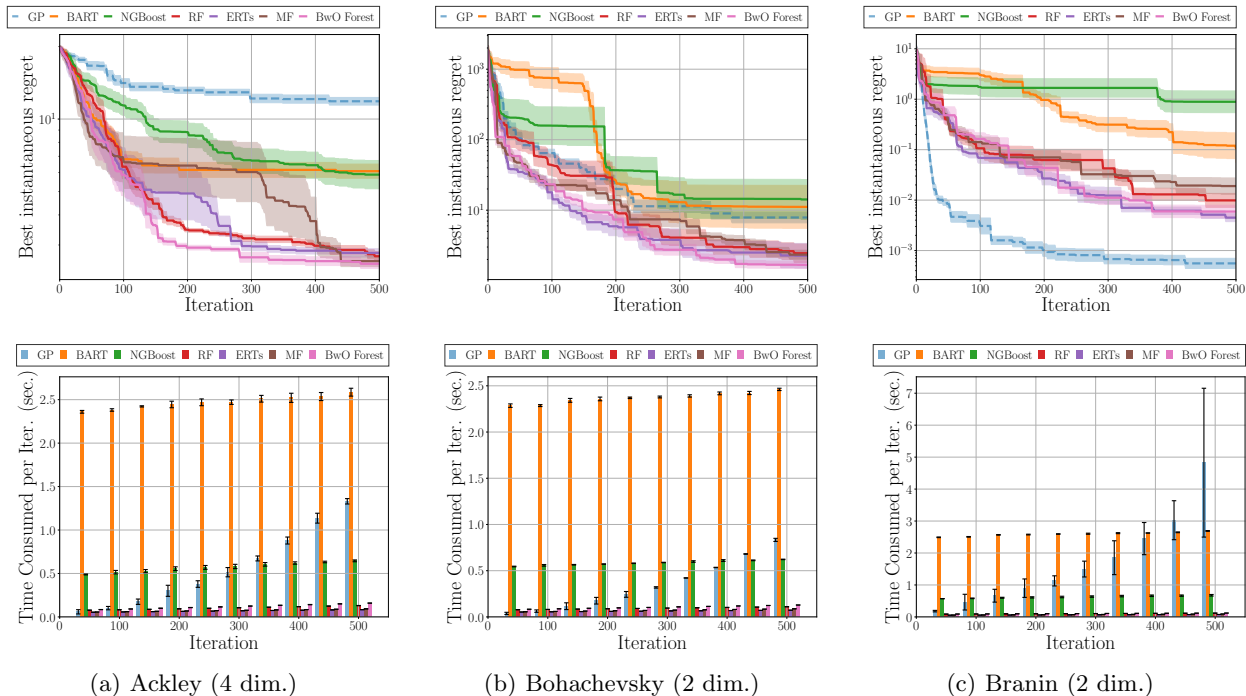 GP BART NGBoost RF ERTs MF BwO Forest
Best instantaneous regret
10^1
0 100 200 300 400 500
Iteration
GP BART NGBoost RF ERTs MF BwO Forest
Best instantaneous regret
10^3
10^2
10^1
0 100 200 300 400 500
Iteration
GP BART NGBoost RF ERTs MF BwO Forest
Best instantaneous regret
10^1
10^0
10^−1
10^−2
10^−3
0 100 200 300 400 500
Iteration
GP BART NGBoost RF ERTs MF BwO Forest
Time Consumed per Iter. (sec.)
2.5
2.0
1.5
1.0
0.5
0.0
0 100 200 300 400 500
Iteration
GP BART NGBoost RF ERTs MF BwO Forest
Time Consumed per Iter. (sec.)
2.5
2.0
1.5
1.0
0.5
0.0
0 100 200 300 400 500
Iteration
GP BART NGBoost RF ERTs MF BwO Forest
Time Consumed per Iter. (sec.)
7
6
5
4
3
2
1
0
0 100 200 300 400 500
Iteration
(a) Ackley (4 dim.)
(b) Bohachevsky (2 dim.)
(c) Branin (2 dim.)